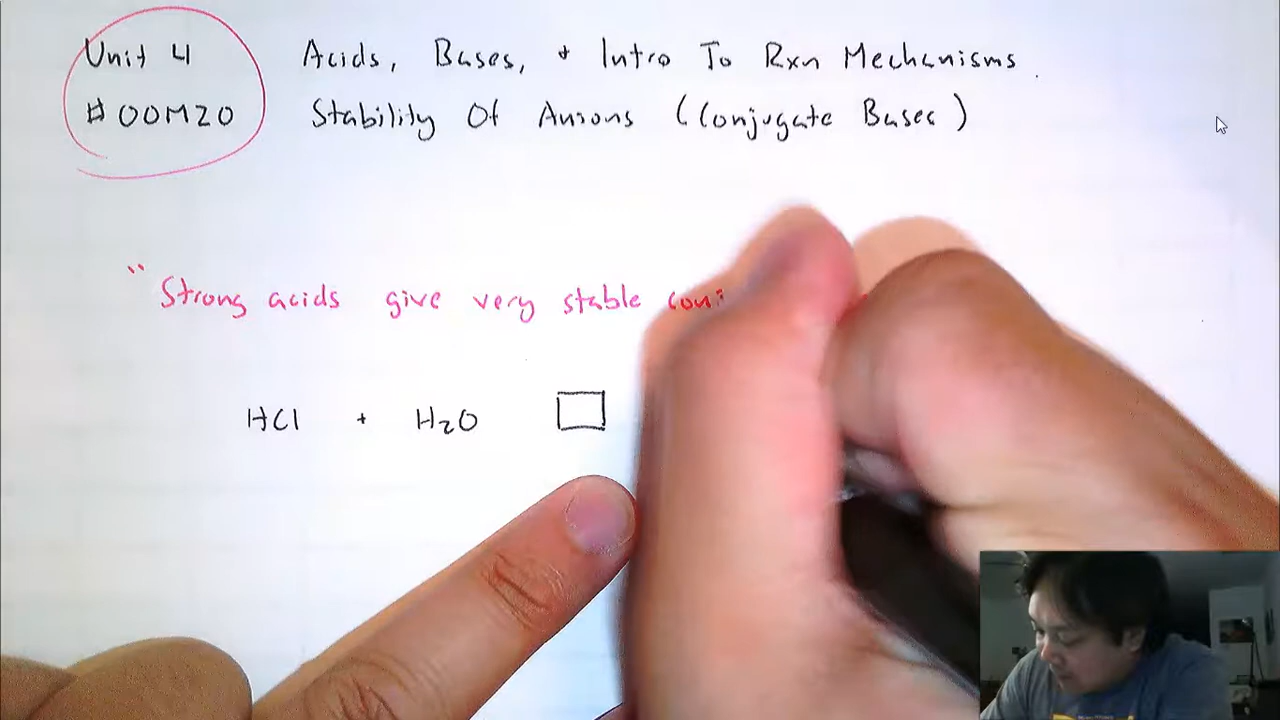 Unit 4 Acids, Bases, + Intro To Rxn Mechanisms
#OOM20 Stability Of Anions (Conjugate Bases)
"Strong acids give very stable
HCl + H2O